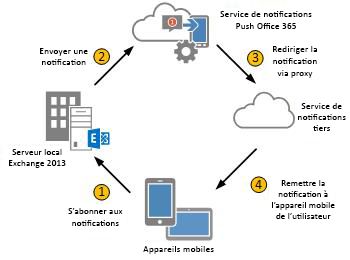 Service de notifications
Push Office 365
1
Envoyer une
notification
2
3
Rediriger la
notification
via proxy
Service de
notifications
tiers
E
Serveur local
Exchange 2013
1
S'abonner aux
notifications
4
Remettre la
notification à
l'appareil mobile
de l'utilisateur
Appareils mobiles